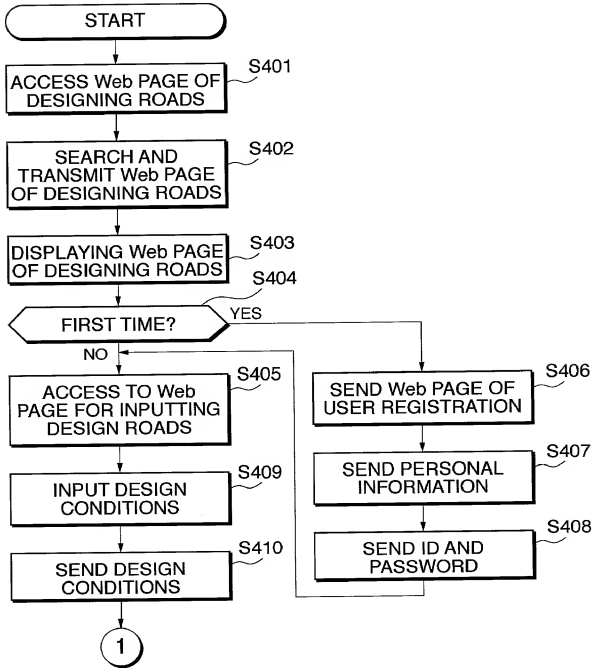 START
S401
ACCESS Web PAGE OF
DESIGNING ROADS
S402
SEARCH AND
TRANSMIT Web PAGE
OF DESIGNING ROADS
S403
DISPLAYING Web PAGE
OF DESIGNING ROADS
S404
FIRST TIME?
YES
NO
S405
ACCESS TO Web
PAGE FOR INPUTTING
DESIGN ROADS
S406
SEND Web PAGE OF
USER REGISTRATION
S407
SEND PERSONAL
INFORMATION
S408
SEND ID AND
PASSWORD
S409
INPUT DESIGN
CONDITIONS
S410
SEND DESIGN
CONDITIONS
1